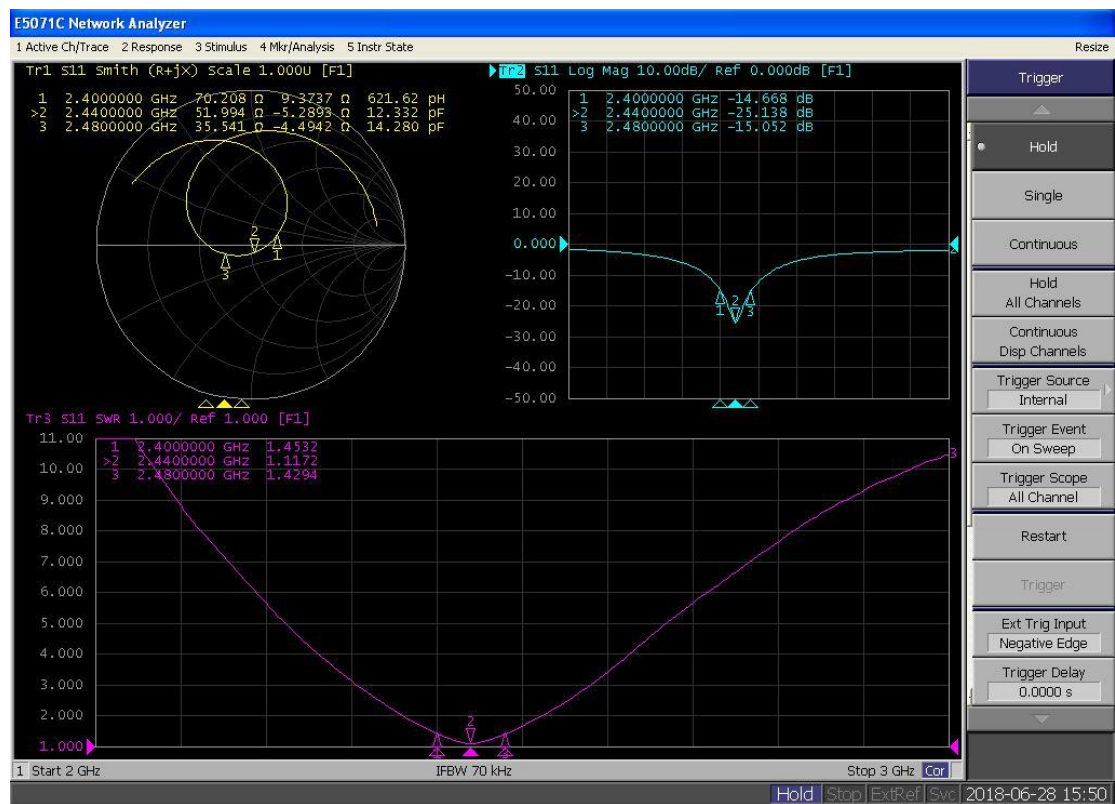 E5071C Network Analyzer
1 Active Ch/Trace 2 Response 3 Stimulus 4 Mkr/Analysis 5 Instr State
Resize
Tr1 S11 Smith (R+jX) Scale 1.000U [F1]
1 2.4000000 GHz 70.208 Ω 9.3737 Ω 621.62 pH
>2 2.4400000 GHz 51.994 Ω -5.2893 Ω 12.332 pF
3 2.4800000 GHz 35.541 Ω -4.4942 Ω 14.280 pF
2
1
3
Tr2 S11 Log Mag 10.00dB/ Ref 0.000dB [F1]
1 2.4000000 GHz -14.668 dB
>2 2.4400000 GHz -25.138 dB
3 2.4800000 GHz -15.052 dB
50.00
40.00
30.00
20.00
10.00
0.000
-10.00
-20.00
-30.00
-40.00
-50.00
2
1
2
3
Tr3 S11 SWR 1.000/ Ref 1.000 [F1]
1 2.4000000 GHz 1.4532
>2 2.4400000 GHz 1.1172
3 2.4800000 GHz 1.4294
11.00
10.00
9.000
8.000
7.000
6.000
5.000
4.000
3.000
2.000
1.000
3
2
1 Start 2 GHz
IFBW 70 kHz
Stop 3 GHz
Cor
Trigger
Hold
Single
Continuous
Hold
All Channels
Continuous
Disp Channels
Trigger Source
Internal
Trigger Event
On Sweep
Trigger Scope
All Channel
Restart
Trigger
Ext Trig Input
Negative Edge
Trigger Delay
0.0000 s
Hold Stop ExtRef Svc 2018-06-28 15:50